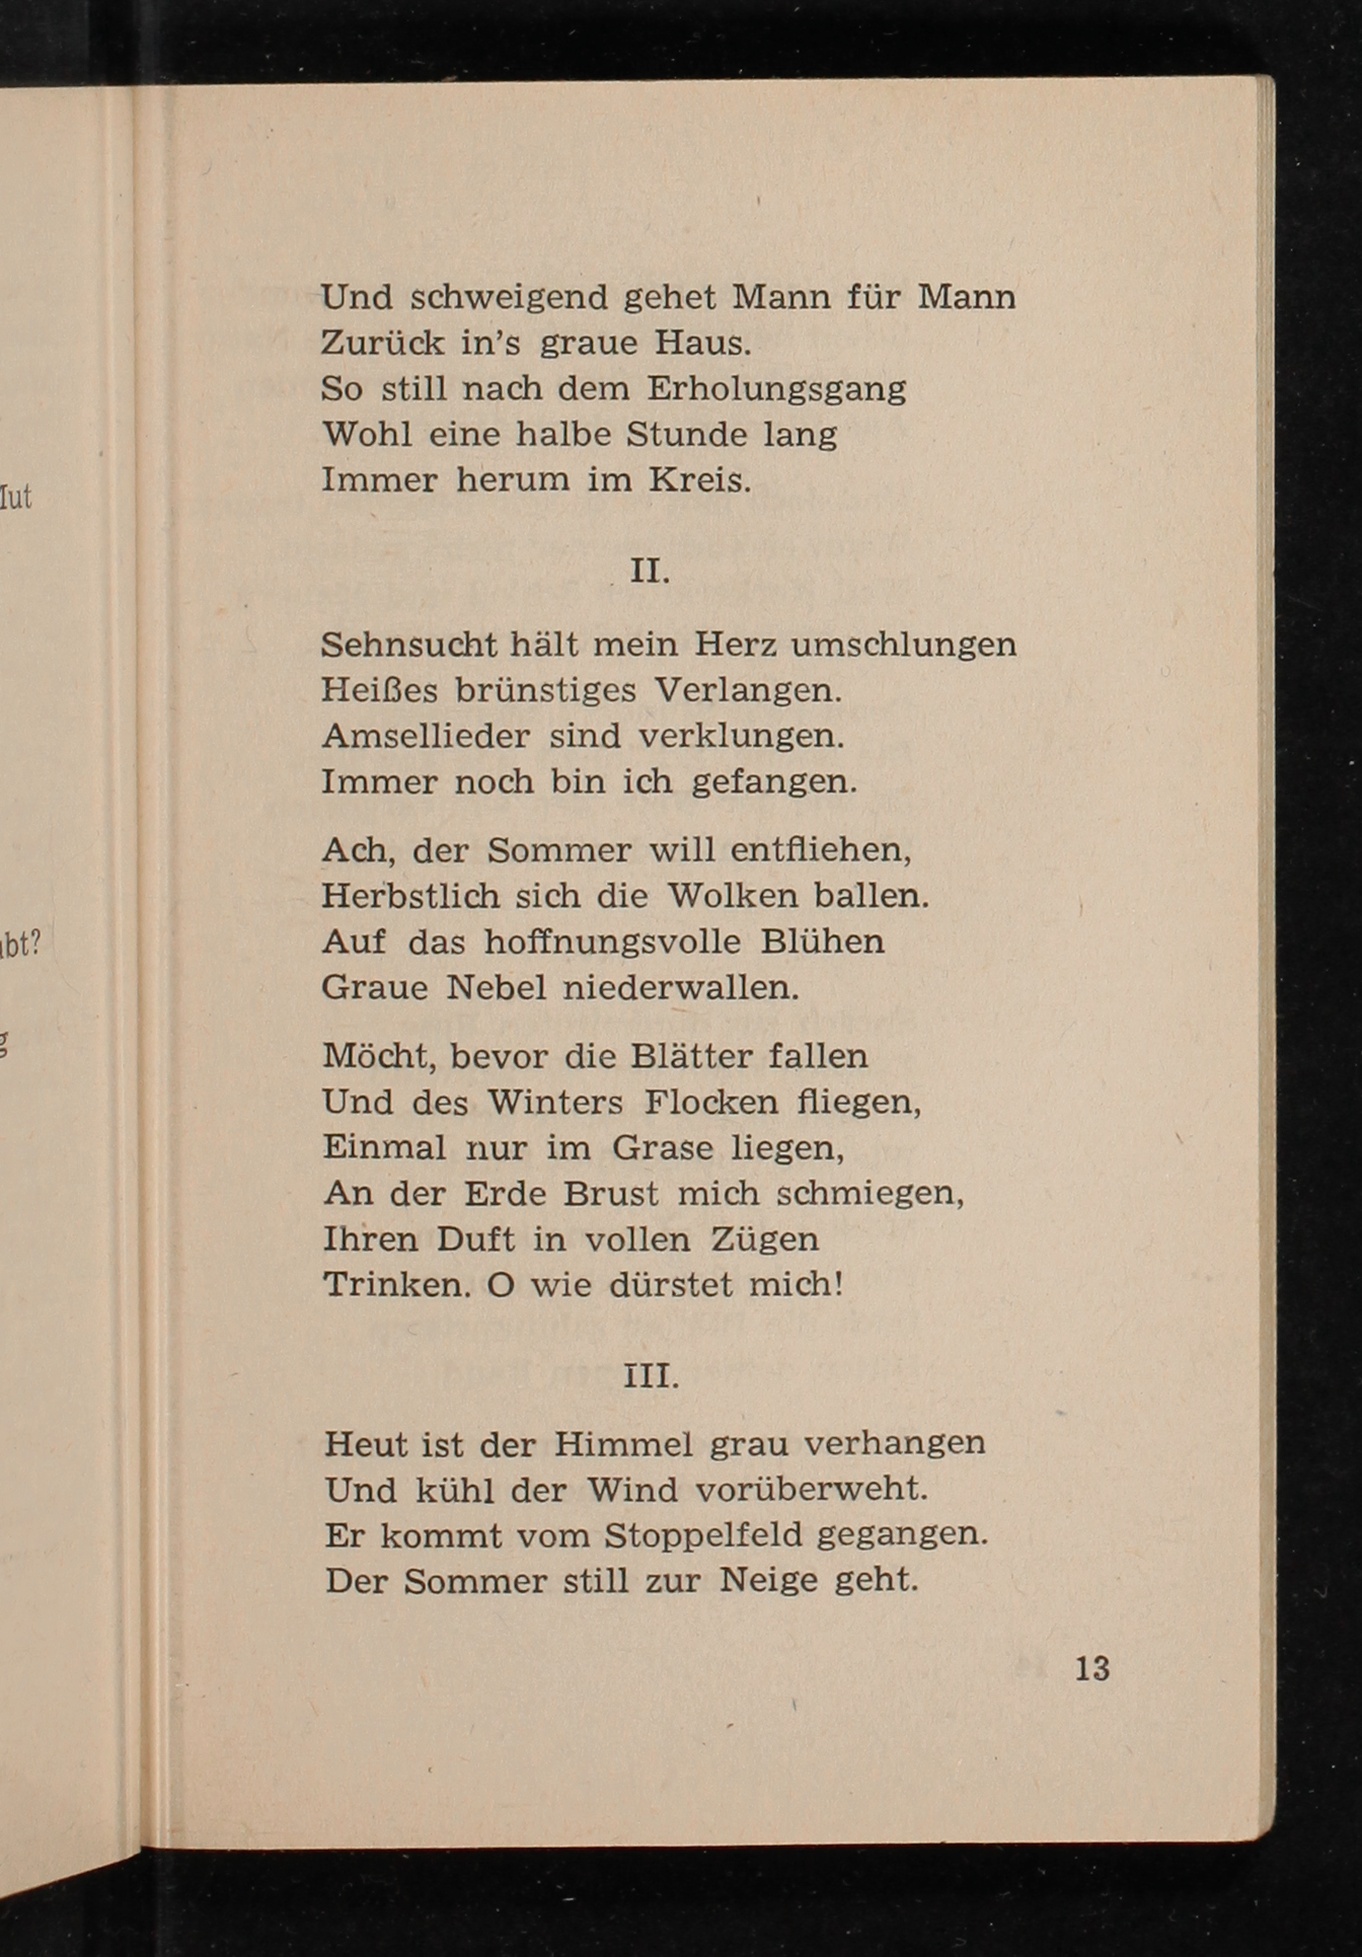 Und schweigend gehet Mann für Mann
Zurück in's graue Haus.
So still nach dem Erholungsgang
Wohl eine halbe Stunde lang
Immer herum im Kreis.
II.
Sehnsucht hält mein Herz umschlungen
Heißes brünstiges Verlangen.
Amsellieder sind verklungen.
Immer noch bin ich gefangen.
Ach, der Sommer will entfliehen,
Herbstlich sich die Wolken ballen.
Auf das hoffnungsvolle Blühen
Graue Nebel niederwallen.
Möcht, bevor die Blätter fallen
Und des Winters Flocken fliegen,
Einmal nur im Grase liegen,
An der Erde Brust mich schmiegen,
Ihren Duft in vollen Zügen
Trinken. O wie dürstet mich!
III.
Heut ist der Himmel grau verhangen
Und kühl der Wind vorüberweht.
Er kommt vom Stoppelfeld gegangen.
Der Sommer still zur Neige geht.
13